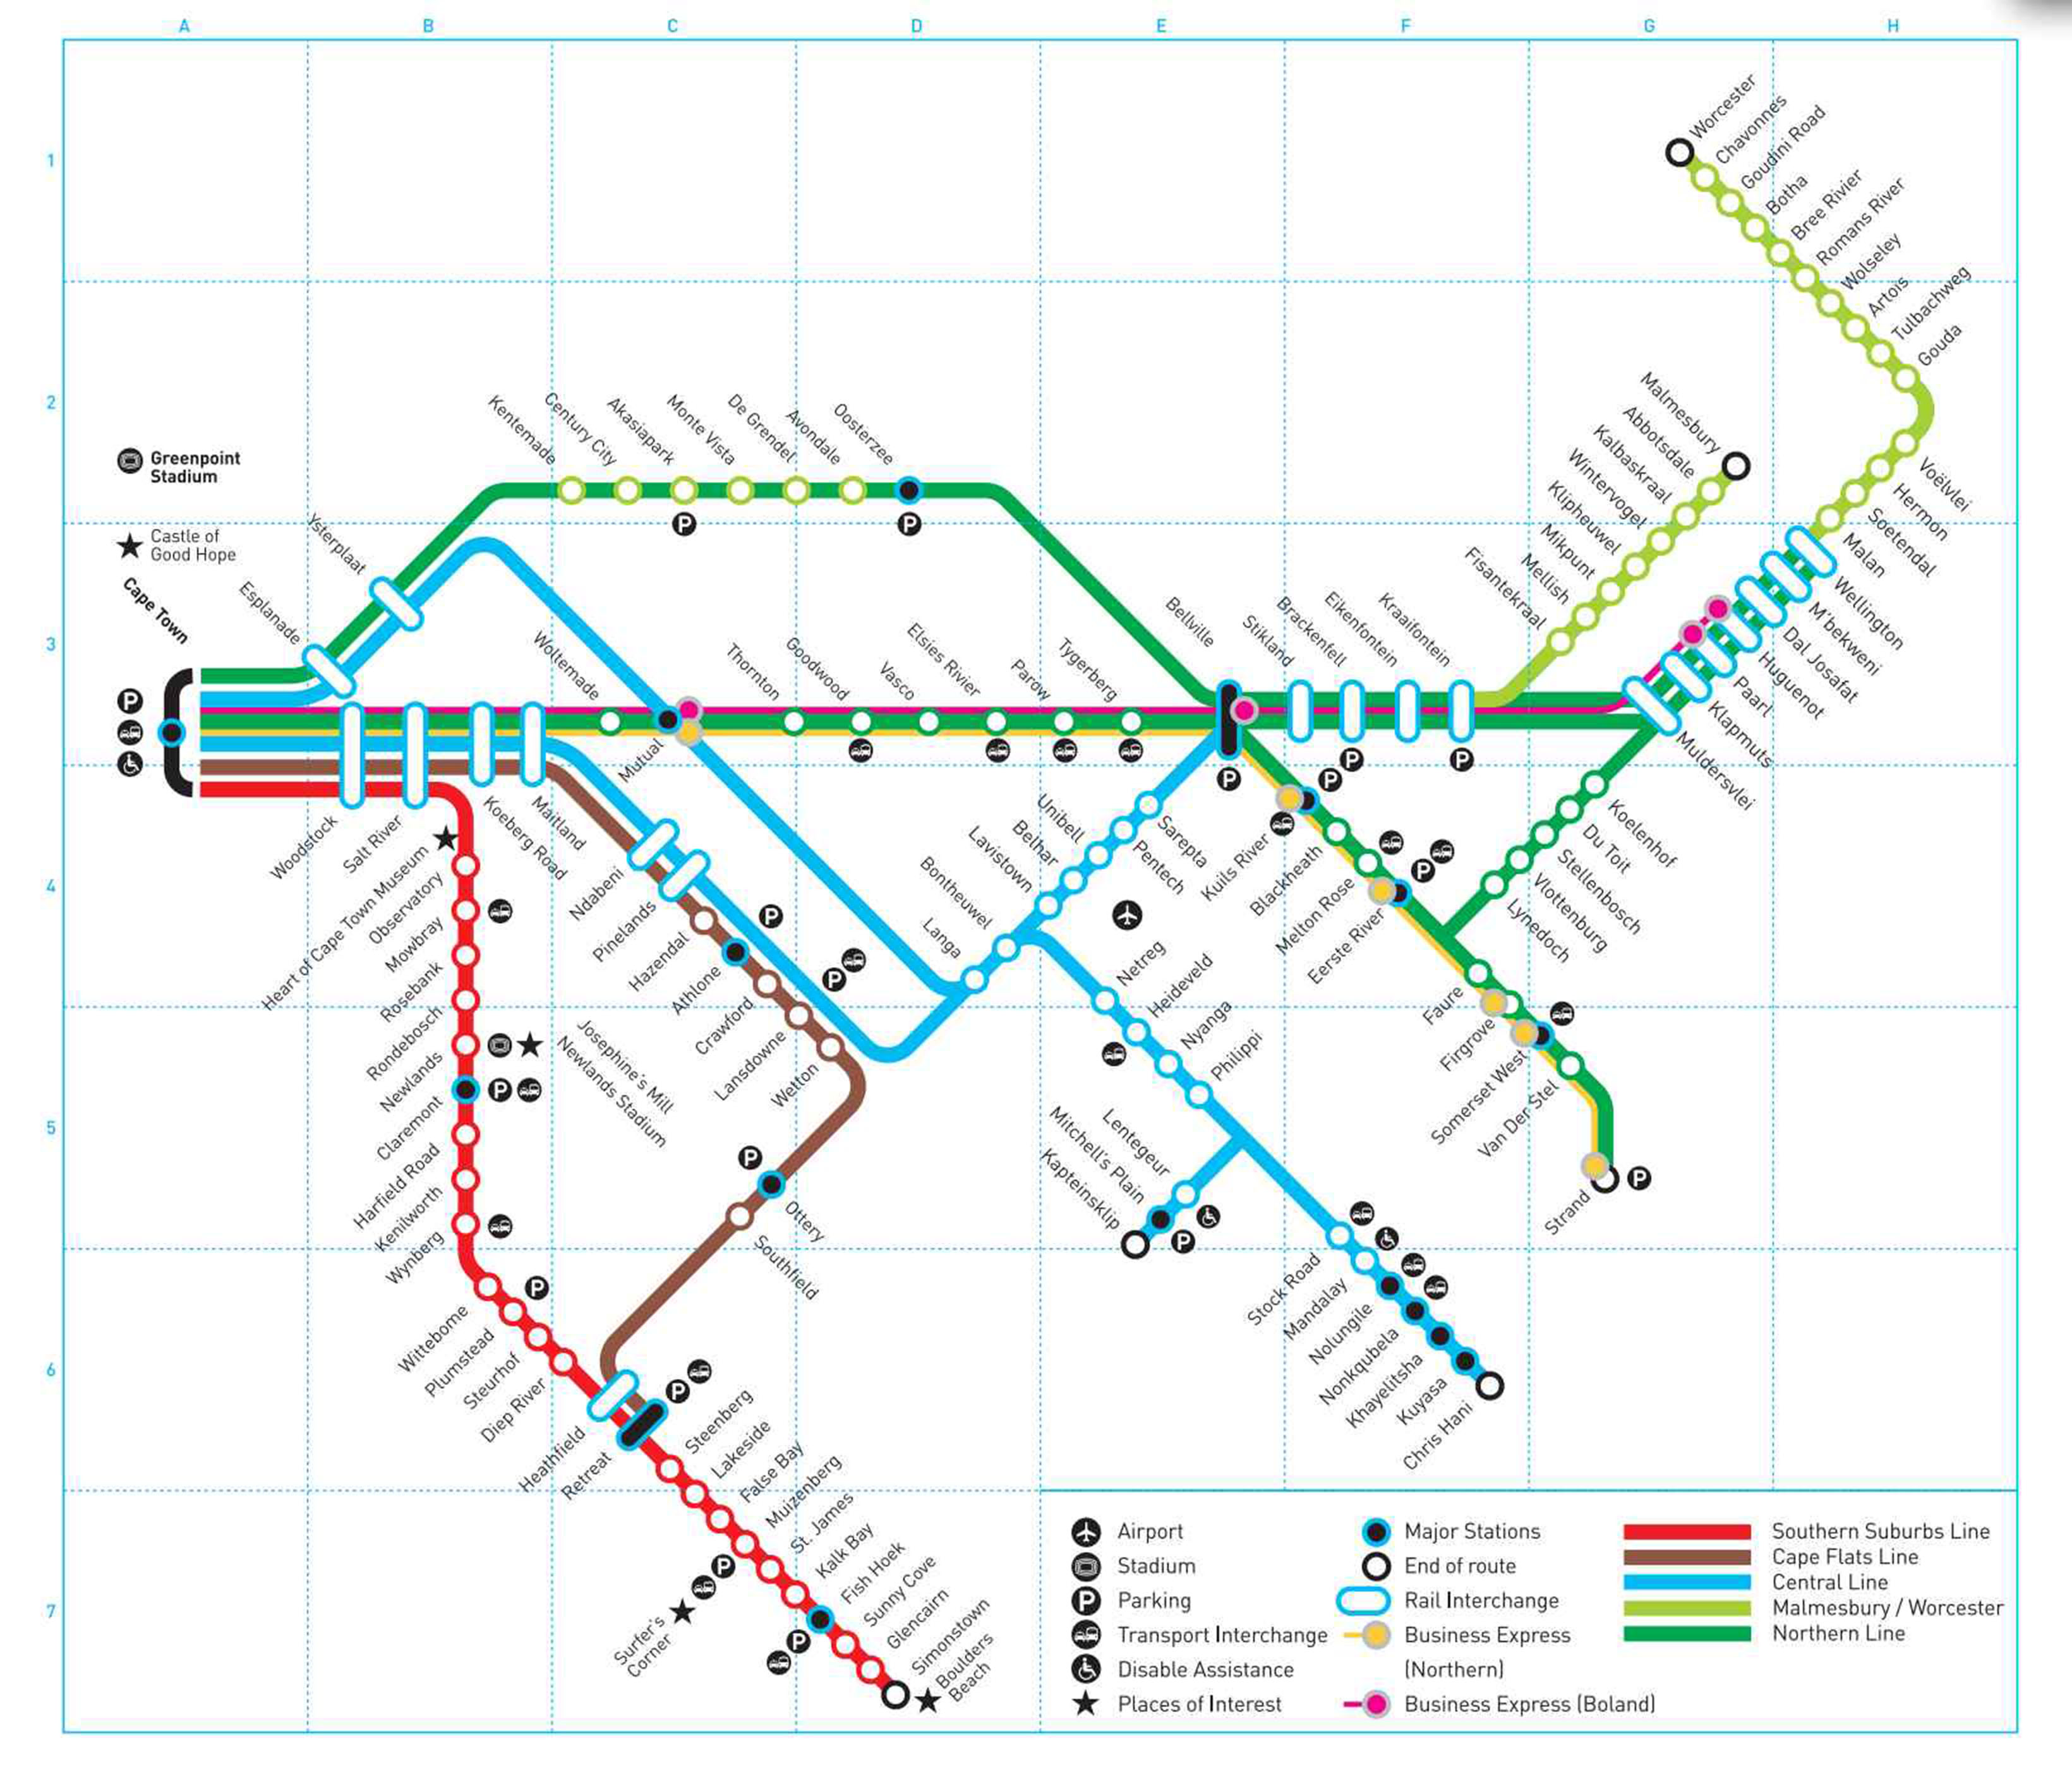 A B C D E F G H
1
2
3
4
5
6
7
Worcester
Chavonnes
Goudini Road
Botha
Bree Rivier
Romans River
Wolseley
Artois
Tulbachweg
Gouda
Voëlvlei
Hermon
Soetendal
Malan
Wellington
M'bekweni
Dal Josafat
Huguenot
Paarl
Klapmuts
Muldersvlei
Malmesbury
Abbotsdale
Kalbaskraal
Wintervogel
Klipheuwel
Mikpunt
Mellish
Fisantekraal
Kentemade
Century City
Akasiapark
Monte Vista
De Grendel
Avondale
Oosterzee
P
P
Greenpoint
Stadium
Castle of
Good Hope
Cape Town
P
Esplanade
Ysterplaat
Woltemade
Mutual
Thornton
Goodwood
Vasco
Elsies Rivier
Parow
Tygerberg
Bellville
Stikland
Brackenfell
Eikenfontein
Kraaifontein
P
P
P
P
Woodstock
Salt River
Koeberg Road
Maitland
Ndabeni
Pinelands
Hazendal
Athlone
Crawford
Lansdowne
Wetton
P
P
P
Ottery
Southfield
Heart of Cape Town Museum
Observatory
Mowbray
Rosebank
Rondebosch
Newlands
Claremont
Harfield Road
Kenilworth
Wynberg
Josephine's Mill
Newlands Stadium
P
P
Wittebome
Plumstead
Steurhof
Diep River
Heathfield
Retreat
P
Steenberg
Lakeside
False Bay
Muizenberg
St. James
Kalk Bay
Fish Hoek
Sunny Cove
Glencairn
Simonstown
Boulders
Beach
P
Surfer's
Corner
P
Langa
Bontheuwel
Lavistown
Belhar
Unibell
Pentech
Sarepta
Netreg
Heideveld
Nyanga
Philippi
Lentegeur
Mitchell's Plain
Kapteinsklip
P
Stock Road
Mandalay
Nolungile
Nonkqubela
Khayelitsha
Kuyasa
Chris Hani
Kuils River
Blackheath
Melton Rose
Eerste River
P
Faure
Firgrove
Somerset West
Van Der Stel
Strand
P
Koelenhof
Du Toit
Stellenbosch
Vlottenburg
Lynedoch
Airport
Stadium
P Parking
Transport Interchange
Disable Assistance
Places of Interest
Major Stations
End of route
Rail Interchange
Business Express
(Northern)
Business Express (Boland)
Southern Suburbs Line
Cape Flats Line
Central Line
Malmesbury / Worcester
Northern Line